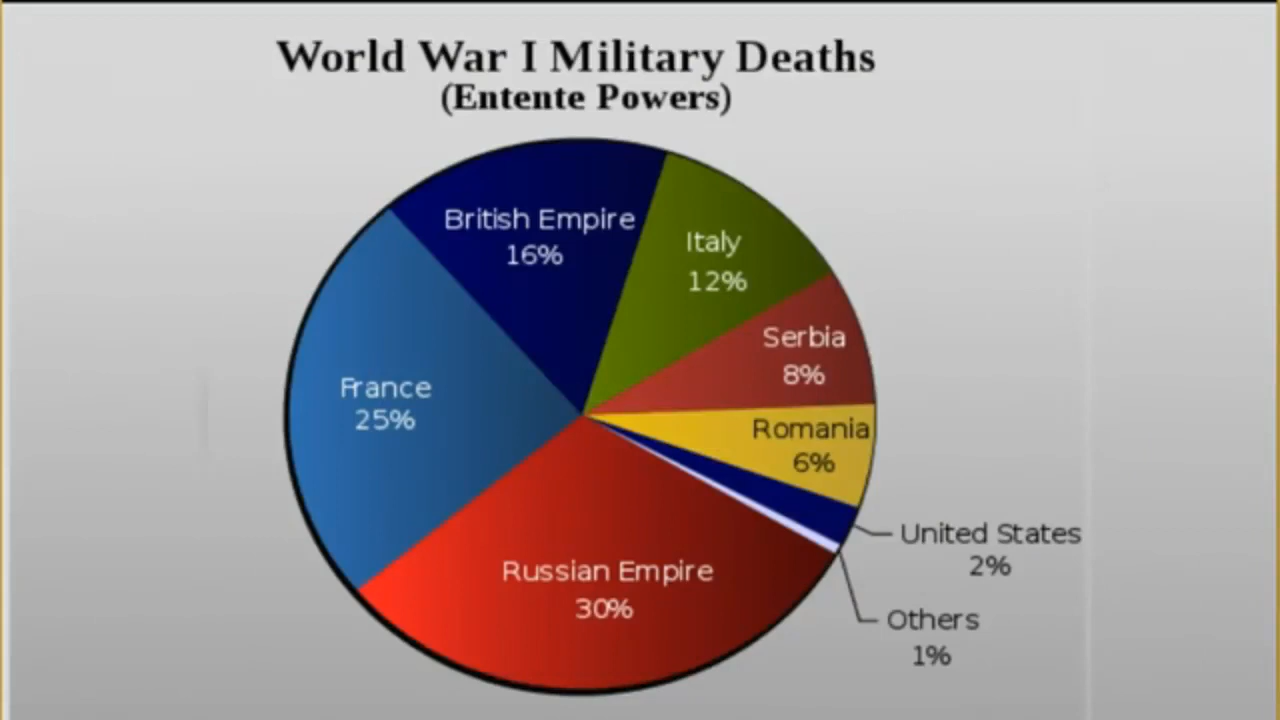 World War I Military Deaths
(Entente Powers)
British Empire
16%
Italy
12%
Serbia
8%
France
25%
Romania
6%
United States
2%
Russian Empire
30%
Others
1%